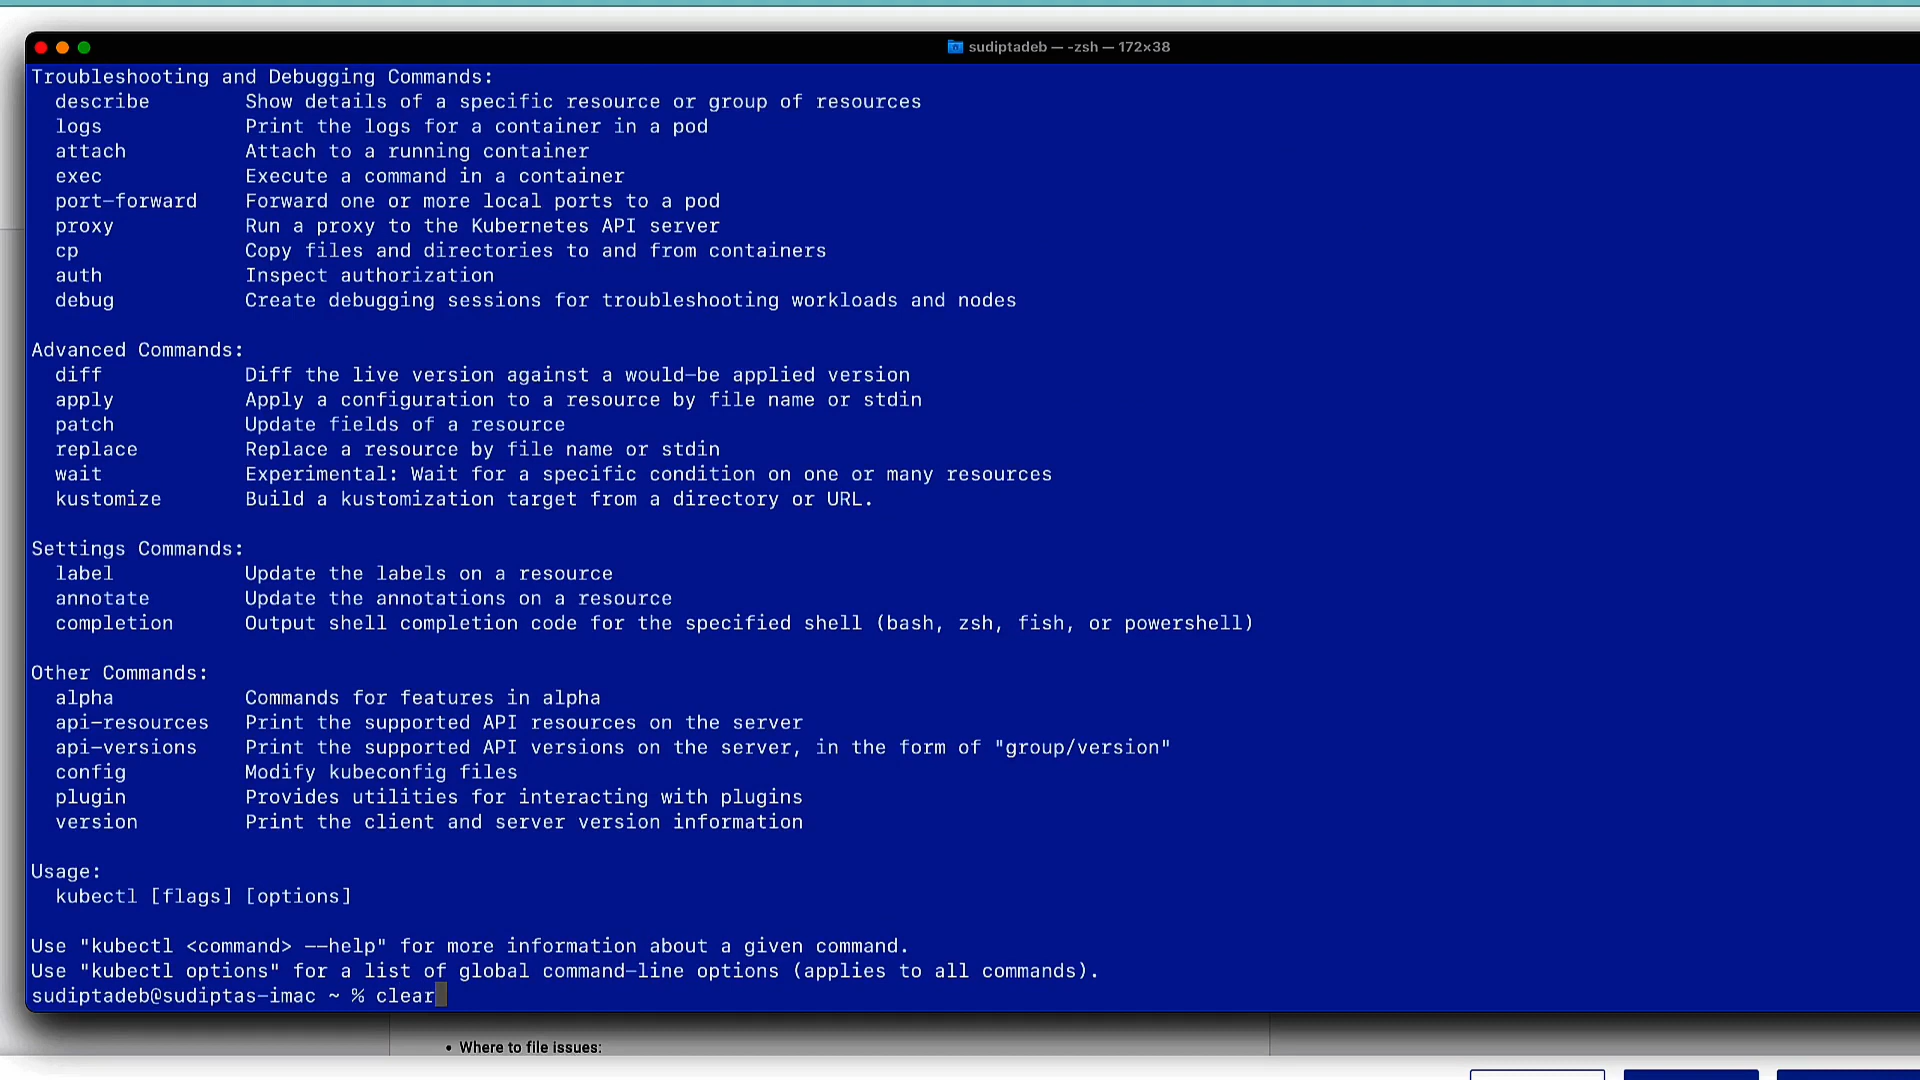 sudiptadeb — -zsh — 172×38
Troubleshooting and Debugging Commands:
describe Show details of a specific resource or group of resources
logs Print the logs for a container in a pod
attach Attach to a running container
exec Execute a command in a container
port-forward Forward one or more local ports to a pod
proxy Run a proxy to the Kubernetes API server
cp Copy files and directories to and from containers
auth Inspect authorization
debug Create debugging sessions for troubleshooting workloads and nodes
Advanced Commands:
diff Diff the live version against a would-be applied version
apply Apply a configuration to a resource by file name or stdin
patch Update fields of a resource
replace Replace a resource by file name or stdin
wait Experimental: Wait for a specific condition on one or many resources
kustomize Build a kustomization target from a directory or URL.
Settings Commands:
label Update the labels on a resource
annotate Update the annotations on a resource
completion Output shell completion code for the specified shell (bash, zsh, fish, or powershell)
Other Commands:
alpha Commands for features in alpha
api-resources Print the supported API resources on the server
api-versions Print the supported API versions on the server, in the form of "group/version"
config Modify kubeconfig files
plugin Provides utilities for interacting with plugins
version Print the client and server version information
Usage:
kubectl [flags] [options]
Use "kubectl <command> --help" for more information about a given command.
Use "kubectl options" for a list of global command-line options (applies to all commands).
sudiptadeb@sudiptas-imac ~ % clear
• Where to file issues: